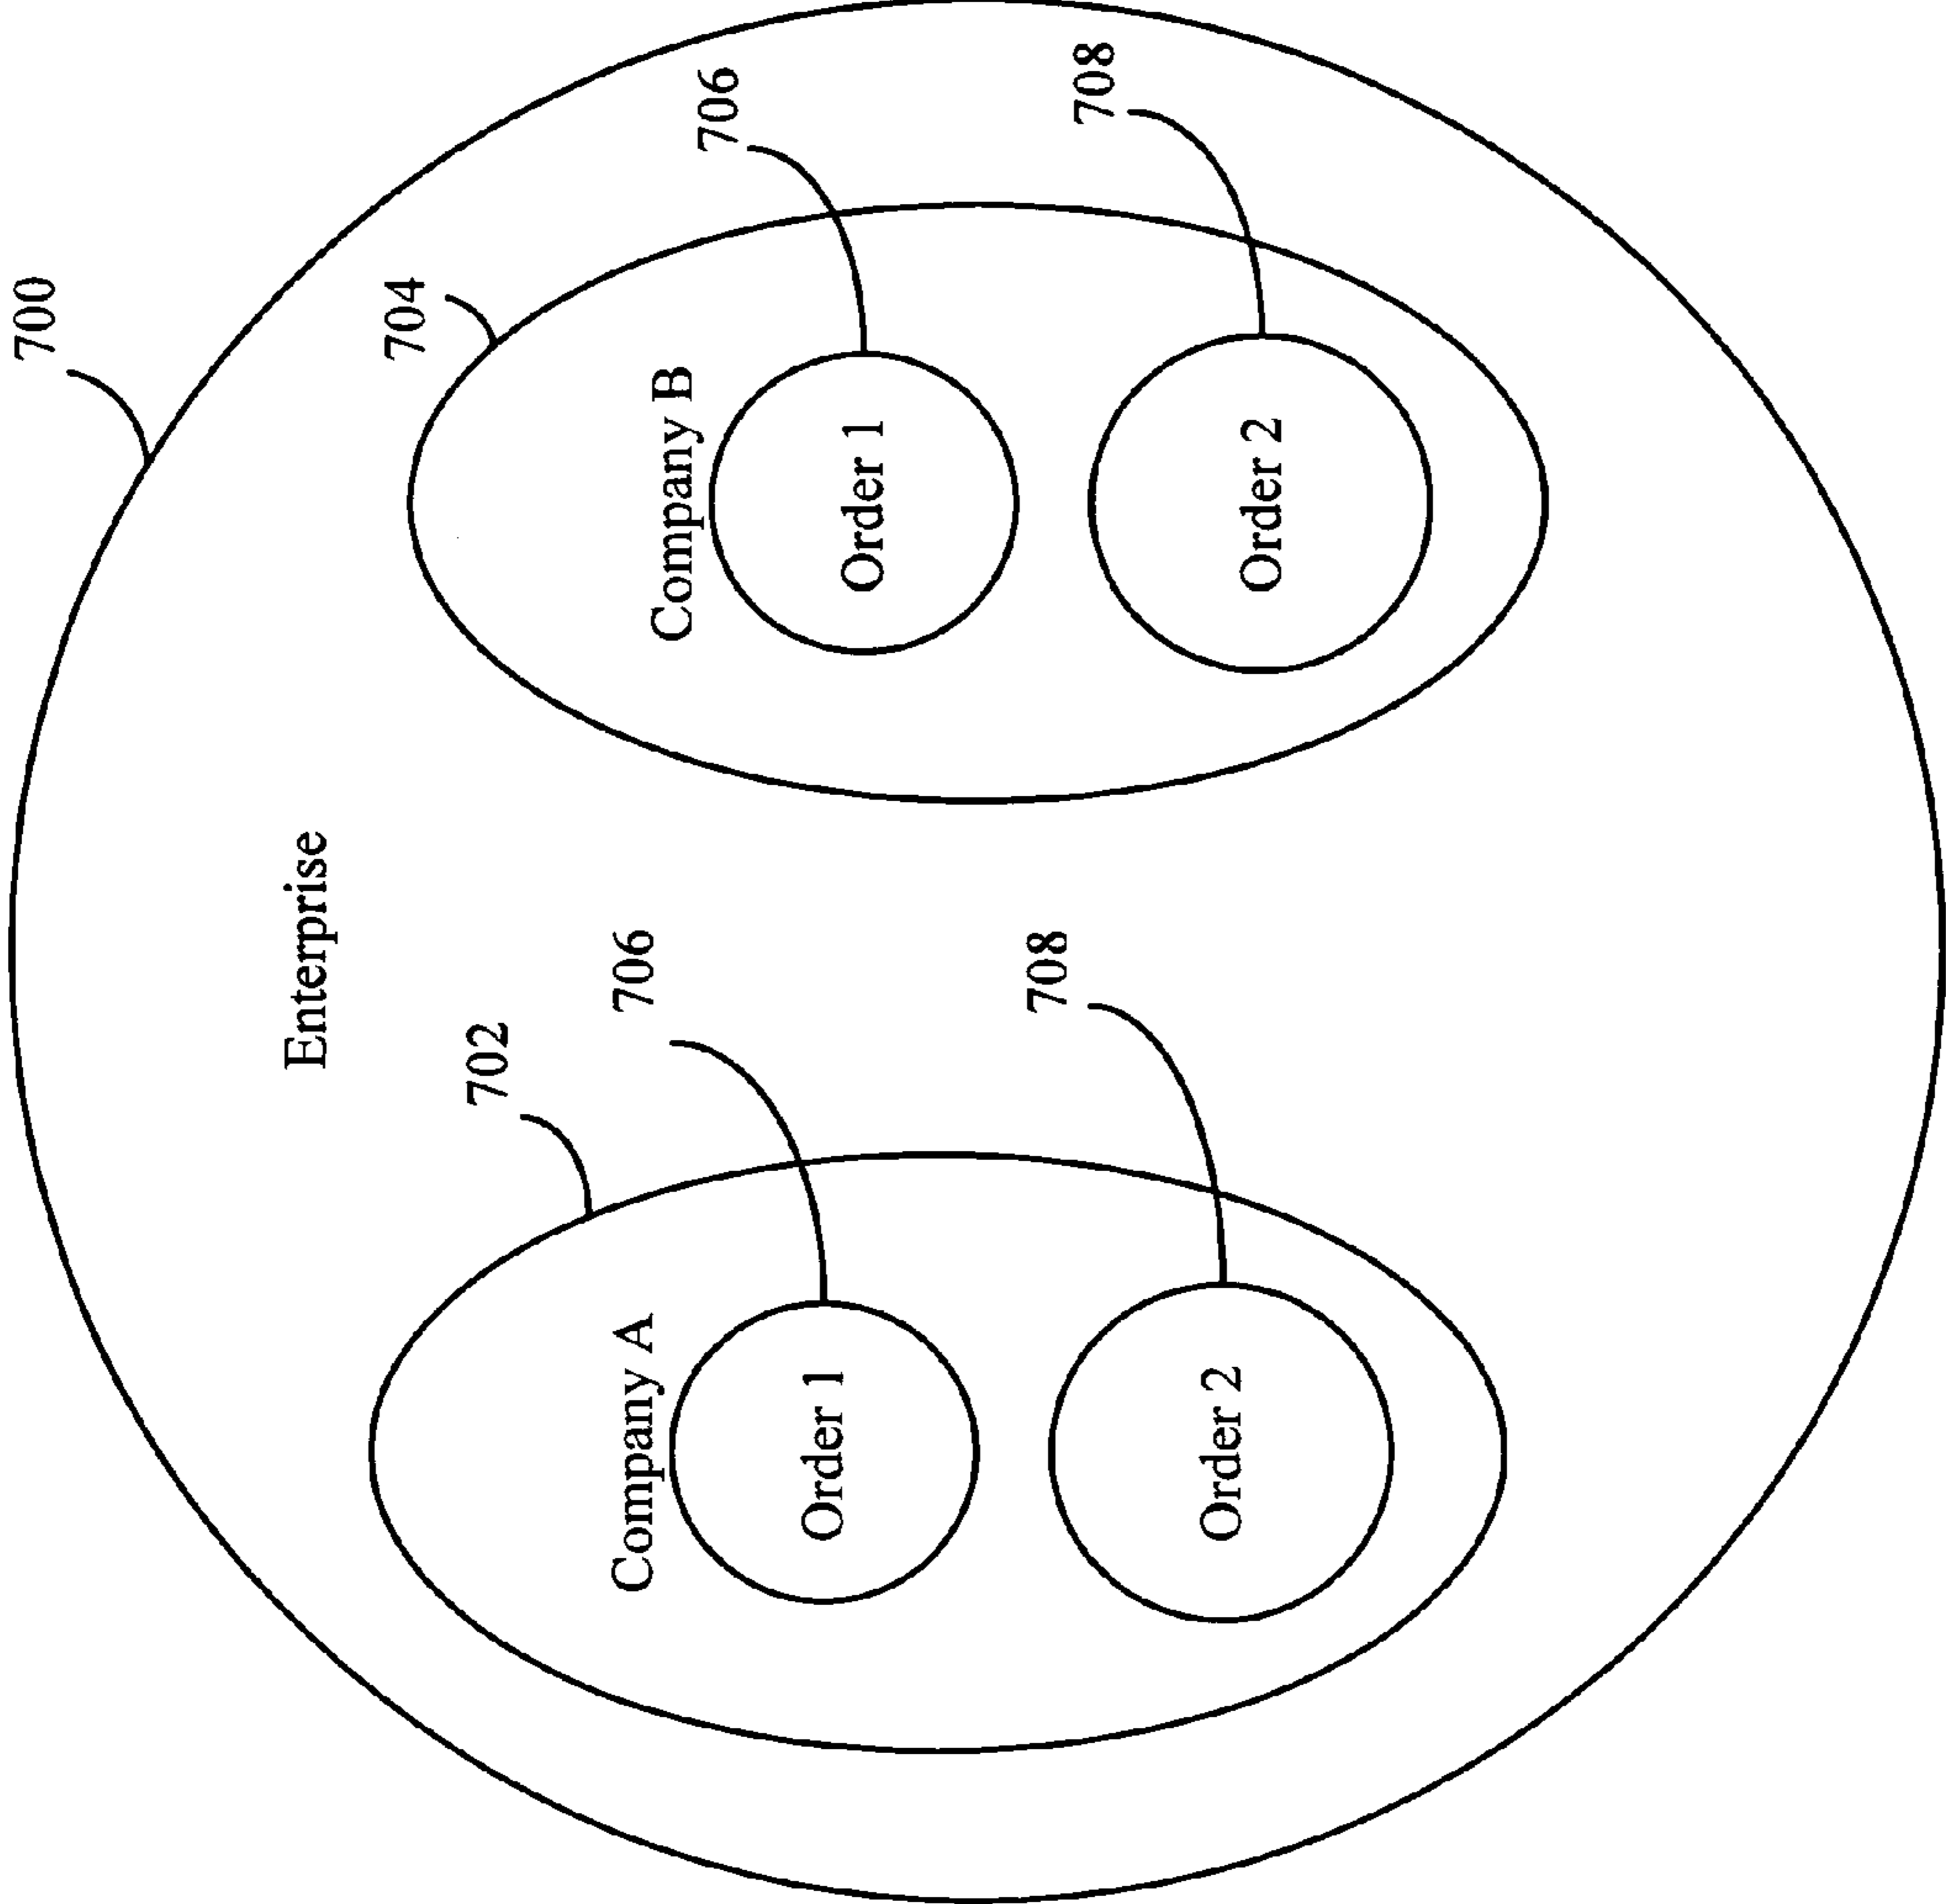 700
Enterprise
704
702
Company B
706
Order 1
708
Order 2
Company A
706
Order 1
708
Order 2